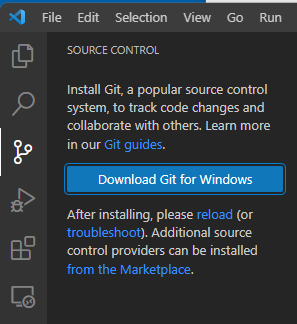 File Edit Selection View Go Run
SOURCE CONTROL
Install Git, a popular source control
system, to track code changes and
collaborate with others. Learn more
in our Git guides.
Download Git for Windows
After installing, please reload (or
troubleshoot). Additional source
control providers can be installed
from the Marketplace.